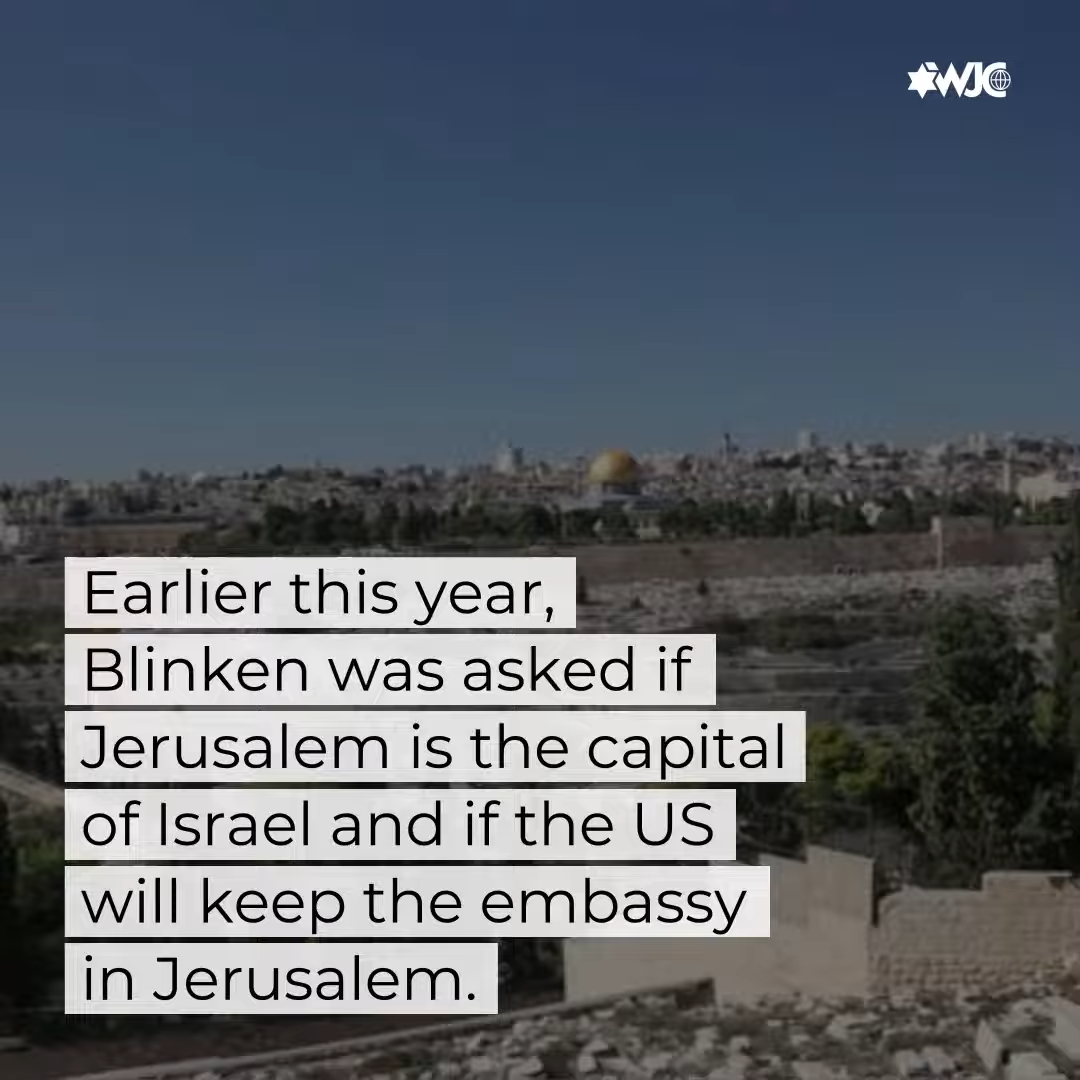 WJC
Earlier this year,
Blinken was asked if
Jerusalem is the capital
of Israel and if the US
will keep the embassy
in Jerusalem.